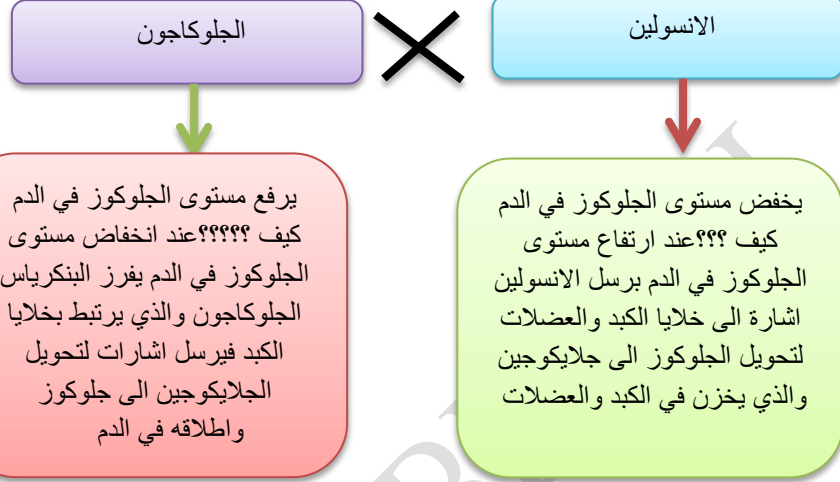 الانسولين
يخفض مستوى الجلوكوز في الدم
كيف ؟؟؟عند ارتفاع مستوى
الجلوكوز في الدم برسل الانسولين
اشارة الى خلايا الكبد والعضلات
لتحويل الجلوكوز الى جلايكوجين
والذي يخزن في الكبد والعضلات
الجلوكاجون
يرفع مستوى الجلوكوز في الدم
كيف ؟؟؟؟؟عند انخفاض مستوى
الجلوكوز في الدم يفرز البنكرياس
الجلوكاجون والذي يرتبط بخلايا
الكبد فيرسل اشارات لتحويل
الجلايكوجين الى جلوكوز
واطلاقه في الدم